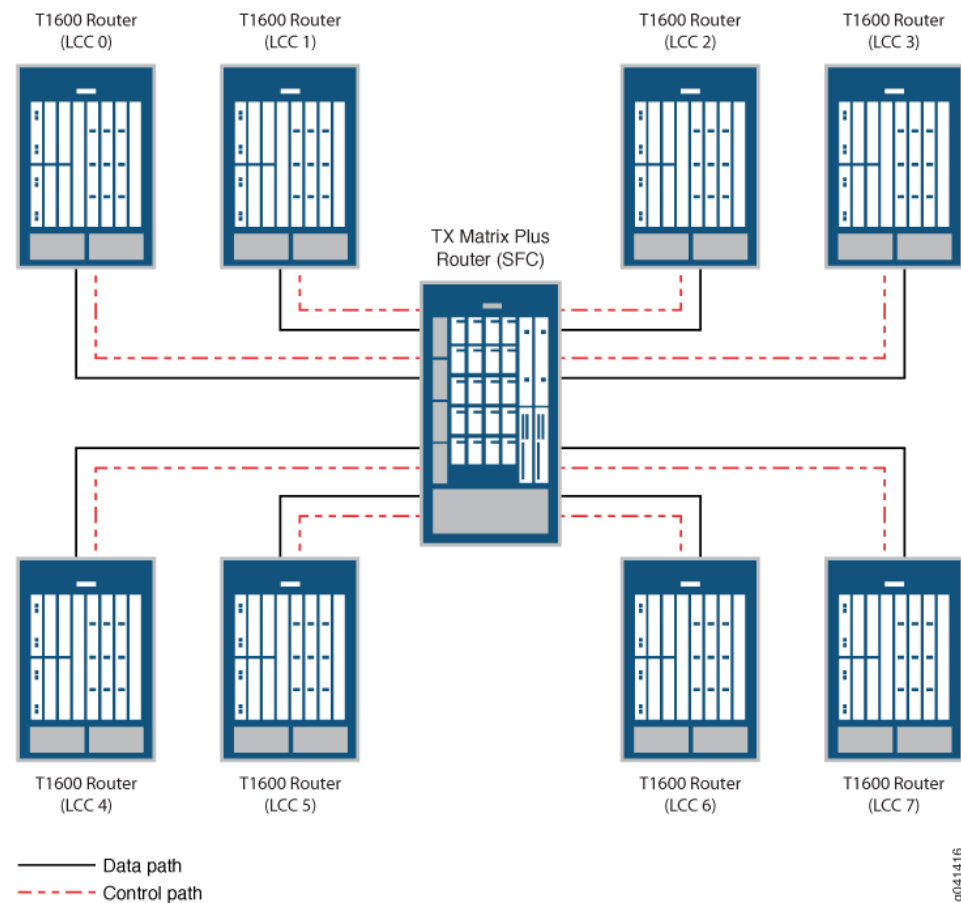 T1600 Router
(LCC 0)
T1600 Router
(LCC 1)
T1600 Router
(LCC 2)
T1600 Router
(LCC 3)
TX Matrix Plus
Router (SFC)
T1600 Router
(LCC 4)
T1600 Router
(LCC 5)
T1600 Router
(LCC 6)
T1600 Router
(LCC 7)
Data path
Control path
g041416